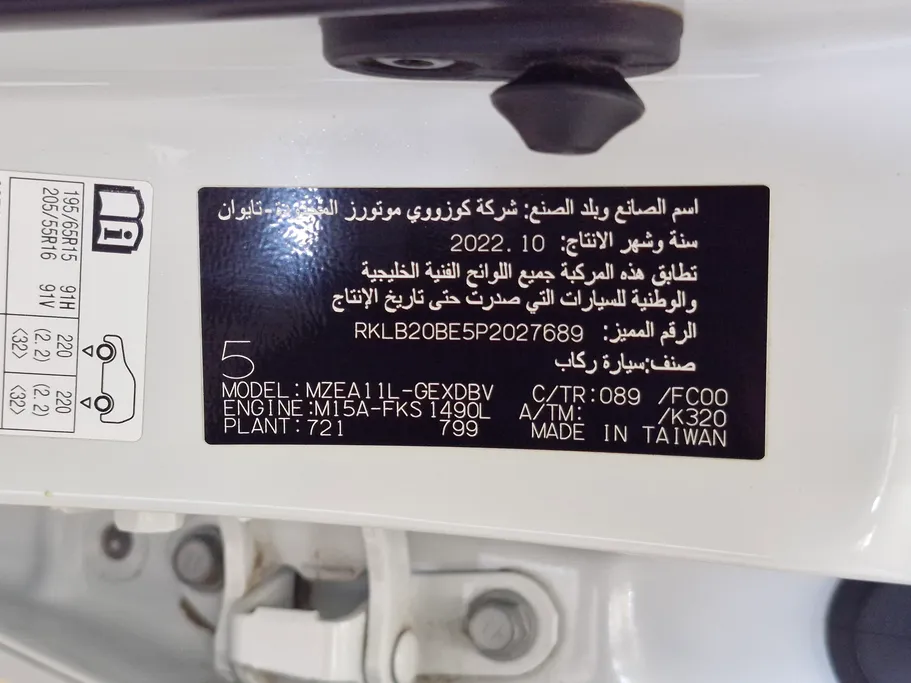 اسم الصانع وبلد الصنع: شركة كوزووي موتورز - تايوان
سنة وشهر الانتاج: 2022.10
تطابق هذه المركبة جميع اللوائح الفنية الخليجية
والوطنية للسيارات التي صدرت حتى تاريخ الإنتاج
الرقم المميز: RKLB20BE5P2027689
صنف:سيارة ركاب
5
MODEL:MZEA11L-GEXDBV C/TR:089 /FC00
ENGINE:M15A-FKS 1490L A/TM: /K320
PLANT:721 799 MADE IN TAIWAN
195/65R15 91H 220 (2.2) <32> 220 (2.2) <32>
205/55R16 91V